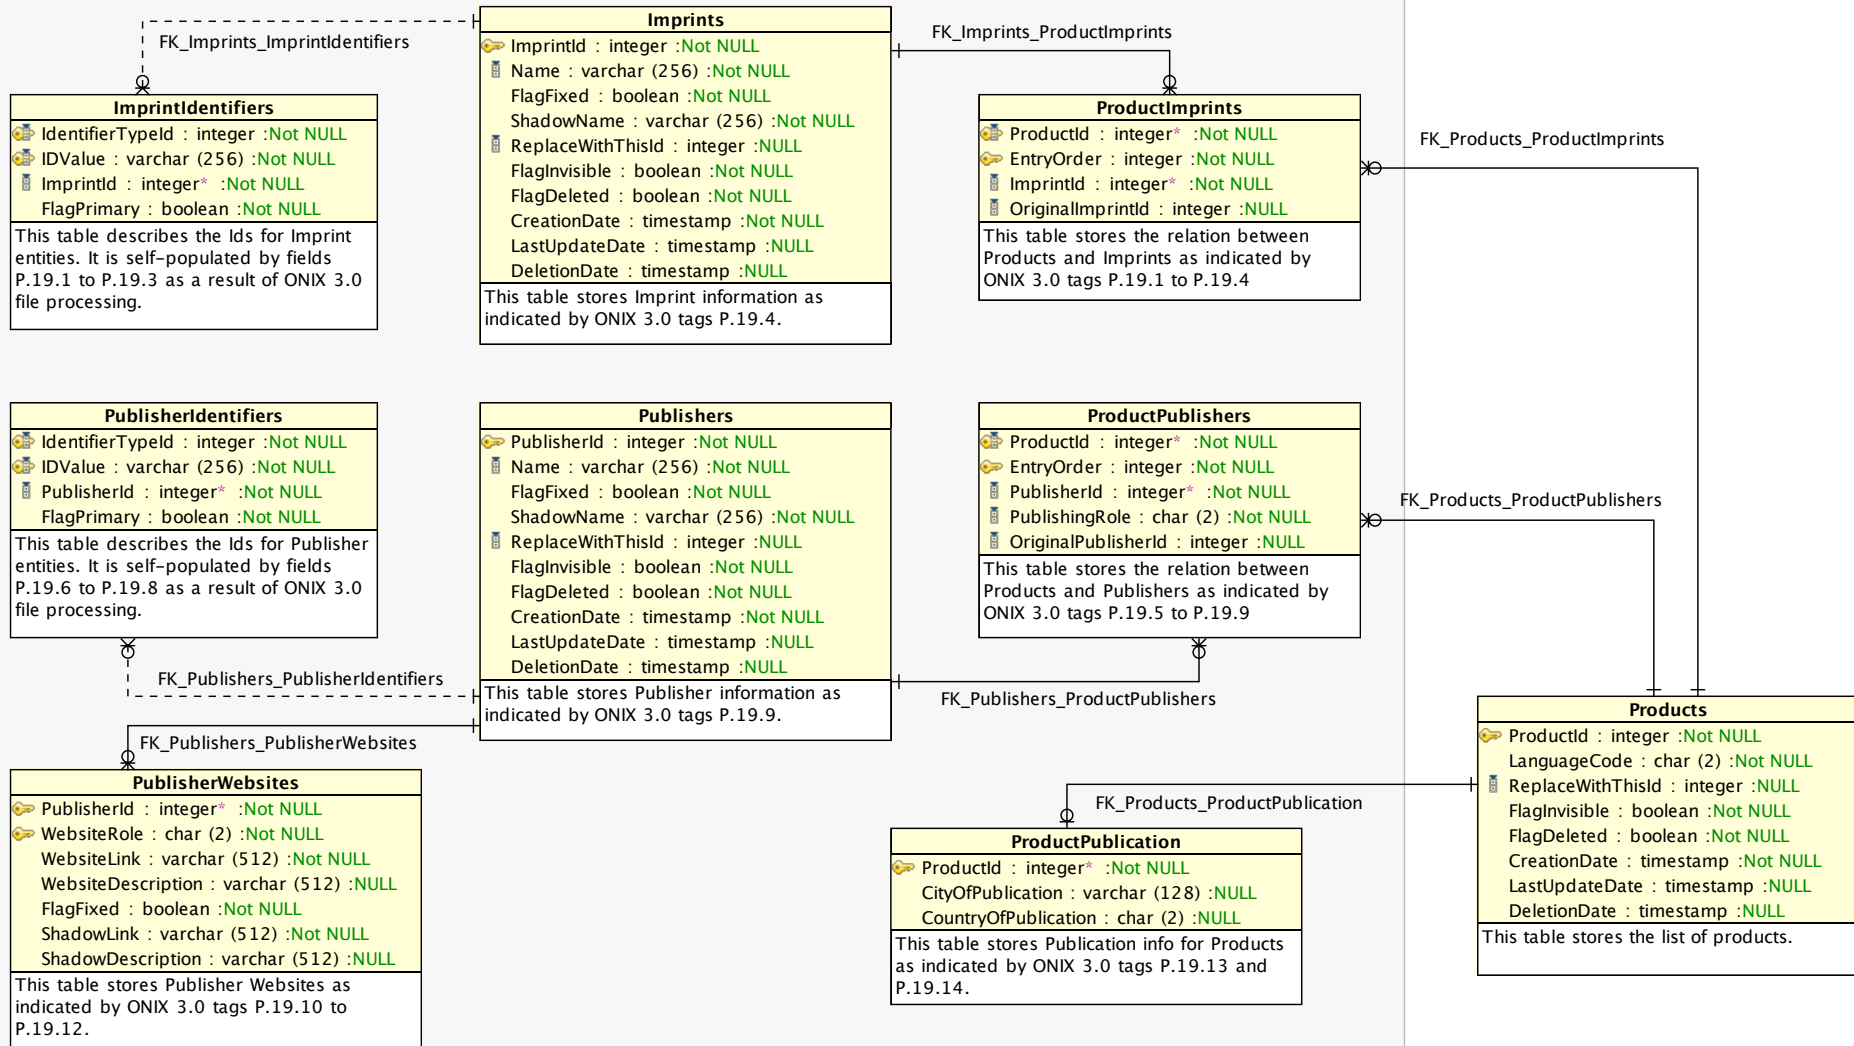 FK_Imprints_ImprintIdentifiers
Imprints
ImprintId : integer :Not NULL
Name : varchar (256) :Not NULL
FlagFixed : boolean :Not NULL
ShadowName : varchar (256) :Not NULL
ReplaceWithThisId : integer :NULL
FlagInvisible : boolean :Not NULL
FlagDeleted : boolean :Not NULL
CreationDate : timestamp :Not NULL
LastUpdateDate : timestamp :NULL
DeletionDate : timestamp :NULL
This table stores Imprint information as
indicated by ONIX 3.0 tags P.19.4.
FK_Imprints_ProductImprints
ImprintIdentifiers
IdentifierTypeId : integer :Not NULL
IDValue : varchar (256) :Not NULL
ImprintId : integer* :Not NULL
FlagPrimary : boolean :Not NULL
This table describes the Ids for Imprint
entities. It is self-populated by fields
P.19.1 to P.19.3 as a result of ONIX 3.0
file processing.
ProductImprints
ProductId : integer* :Not NULL
EntryOrder : integer :Not NULL
ImprintId : integer* :Not NULL
OriginalImprintId : integer :NULL
This table stores the relation between
Products and Imprints as indicated by
ONIX 3.0 tags P.19.1 to P.19.4
FK_Products_ProductImprints
PublisherIdentifiers
IdentifierTypeId : integer :Not NULL
IDValue : varchar (256) :Not NULL
PublisherId : integer* :Not NULL
FlagPrimary : boolean :Not NULL
This table describes the Ids for Publisher
entities. It is self-populated by fields
P.19.6 to P.19.8 as a result of ONIX 3.0
file processing.
Publishers
PublisherId : integer :Not NULL
Name : varchar (256) :Not NULL
FlagFixed : boolean :Not NULL
ShadowName : varchar (256) :Not NULL
ReplaceWithThisId : integer :NULL
FlagInvisible : boolean :Not NULL
FlagDeleted : boolean :Not NULL
CreationDate : timestamp :Not NULL
LastUpdateDate : timestamp :NULL
DeletionDate : timestamp :NULL
This table stores Publisher information as
indicated by ONIX 3.0 tags P.19.9.
ProductPublishers
ProductId : integer* :Not NULL
EntryOrder : integer :Not NULL
PublisherId : integer* :Not NULL
PublishingRole : char (2) :Not NULL
OriginalPublisherId : integer :NULL
This table stores the relation between
Products and Publishers as indicated by
ONIX 3.0 tags P.19.5 to P.19.9
FK_Products_ProductPublishers
FK_Publishers_PublisherIdentifiers
FK_Publishers_ProductPublishers
FK_Publishers_PublisherWebsites
PublisherWebsites
PublisherId : integer* :Not NULL
WebsiteRole : char (2) :Not NULL
WebsiteLink : varchar (512) :Not NULL
WebsiteDescription : varchar (512) :NULL
FlagFixed : boolean :Not NULL
ShadowLink : varchar (512) :Not NULL
ShadowDescription : varchar (512) :NULL
This table stores Publisher Websites as
indicated by ONIX 3.0 tags P.19.10 to
P.19.12.
FK_Products_ProductPublication
ProductPublication
ProductId : integer* :Not NULL
CityOfPublication : varchar (128) :NULL
CountryOfPublication : char (2) :NULL
This table stores Publication info for Products
as indicated by ONIX 3.0 tags P.19.13 and
P.19.14.
Products
ProductId : integer :Not NULL
LanguageCode : char (2) :Not NULL
ReplaceWithThisId : integer :NULL
FlagInvisible : boolean :Not NULL
FlagDeleted : boolean :Not NULL
CreationDate : timestamp :Not NULL
LastUpdateDate : timestamp :NULL
DeletionDate : timestamp :NULL
This table stores the list of products.